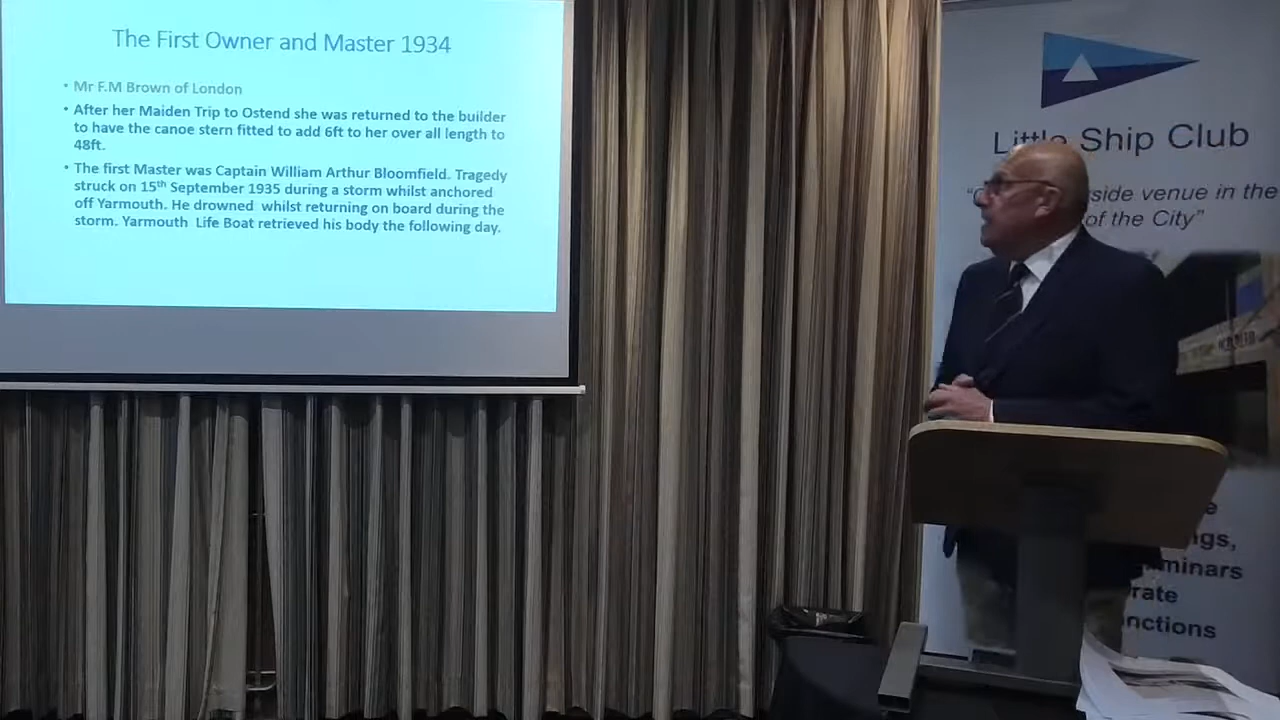 The First Owner and Master 1934
• Mr F.M Brown of London
• After her Maiden Trip to Ostend she was returned to the builder
to have the canoe stern fitted to add 6ft to her over all length to
48ft.
• The first Master was Captain William Arthur Bloomfield. Tragedy
struck on 15th September 1935 during a storm whilst anchored
off Yarmouth. He drowned whilst returning on board during the
storm. Yarmouth Life Boat retrieved his body the following day.
Little Ship Club
side venue in the
of the City”
ngs,
minars
rate
nctions